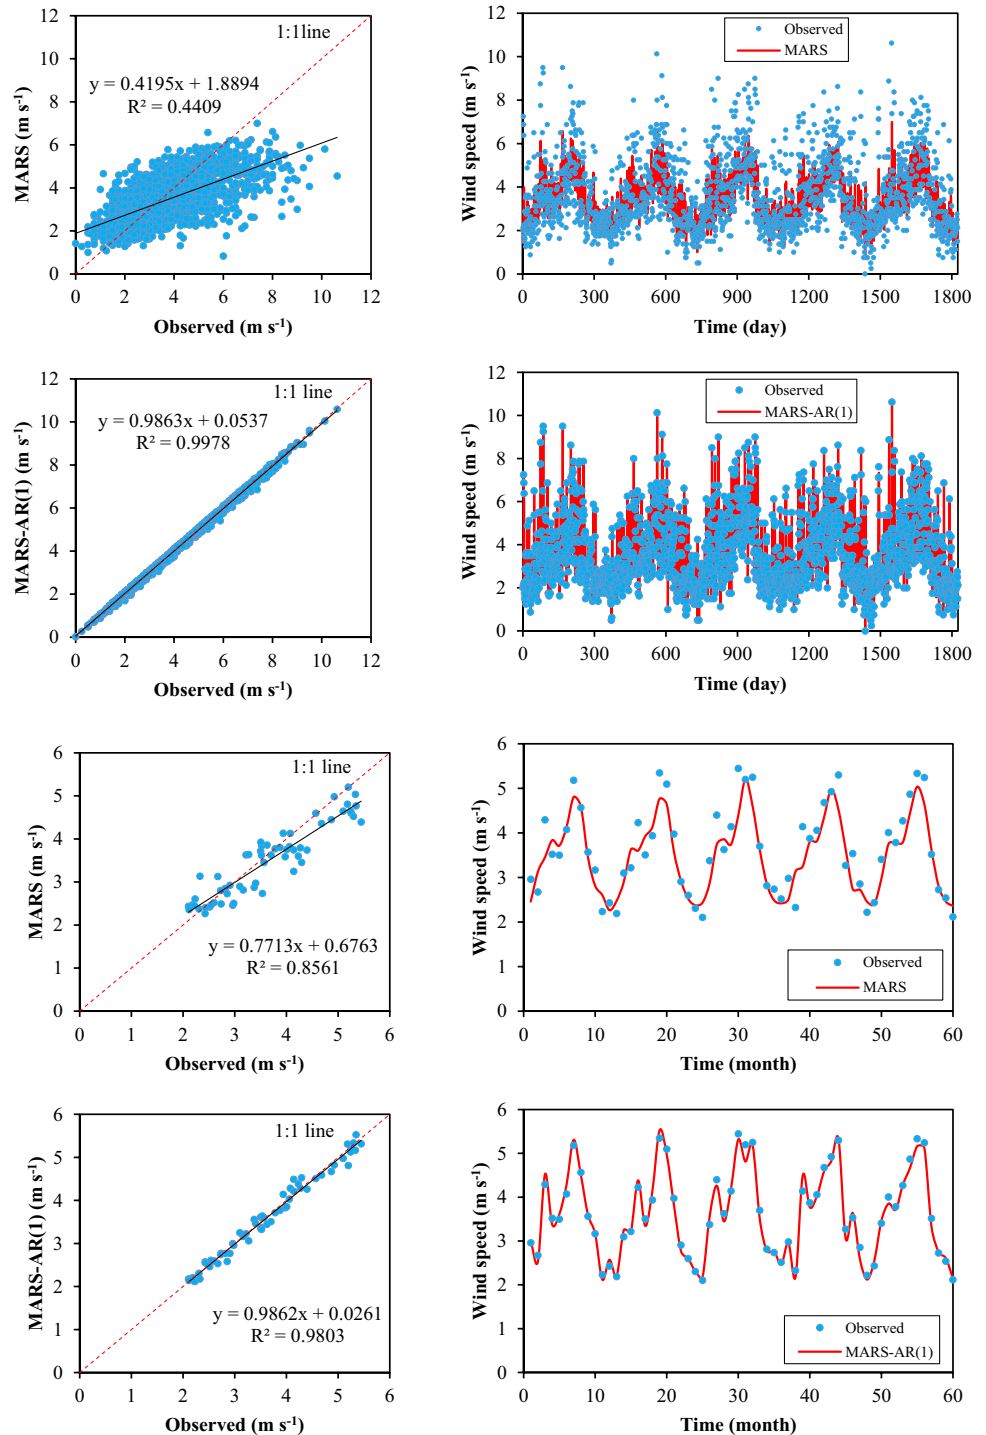 12
10
8
6
4
2
0
MARS (m s⁻¹)
1:1line
y = 0.4195x + 1.8894
R² = 0.4409
0 2 4 6 8 10 12
Observed (m s⁻¹)
12
10
8
6
4
2
0
Wind speed (m s⁻¹)
Observed
MARS
0 300 600 900 1200 1500 1800
Time (day)
12
10
8
6
4
2
0
MARS-AR(1) (m s⁻¹)
1:1 line
y = 0.9863x + 0.0537
R² = 0.9978
0 2 4 6 8 10 12
Observed (m s⁻¹)
12
10
8
6
4
2
0
Wind speed (m s⁻¹)
Observed
MARS-AR(1)
0 300 600 900 1200 1500 1800
Time (day)
6
5
4
3
2
1
0
MARS (m s⁻¹)
1:1 line
y = 0.7713x + 0.6763
R² = 0.8561
0 1 2 3 4 5 6
Observed (m s⁻¹)
6
5
4
3
2
1
0
Wind speed (m s⁻¹)
Observed
MARS
0 10 20 30 40 50 60
Time (month)
6
5
4
3
2
1
0
MARS-AR(1) (m s⁻¹)
1:1 line
y = 0.9862x + 0.0261
R² = 0.9803
0 1 2 3 4 5 6
Observed (m s⁻¹)
6
5
4
3
2
1
0
Wind speed (m s⁻¹)
Observed
MARS-AR(1)
0 10 20 30 40 50 60
Time (month)